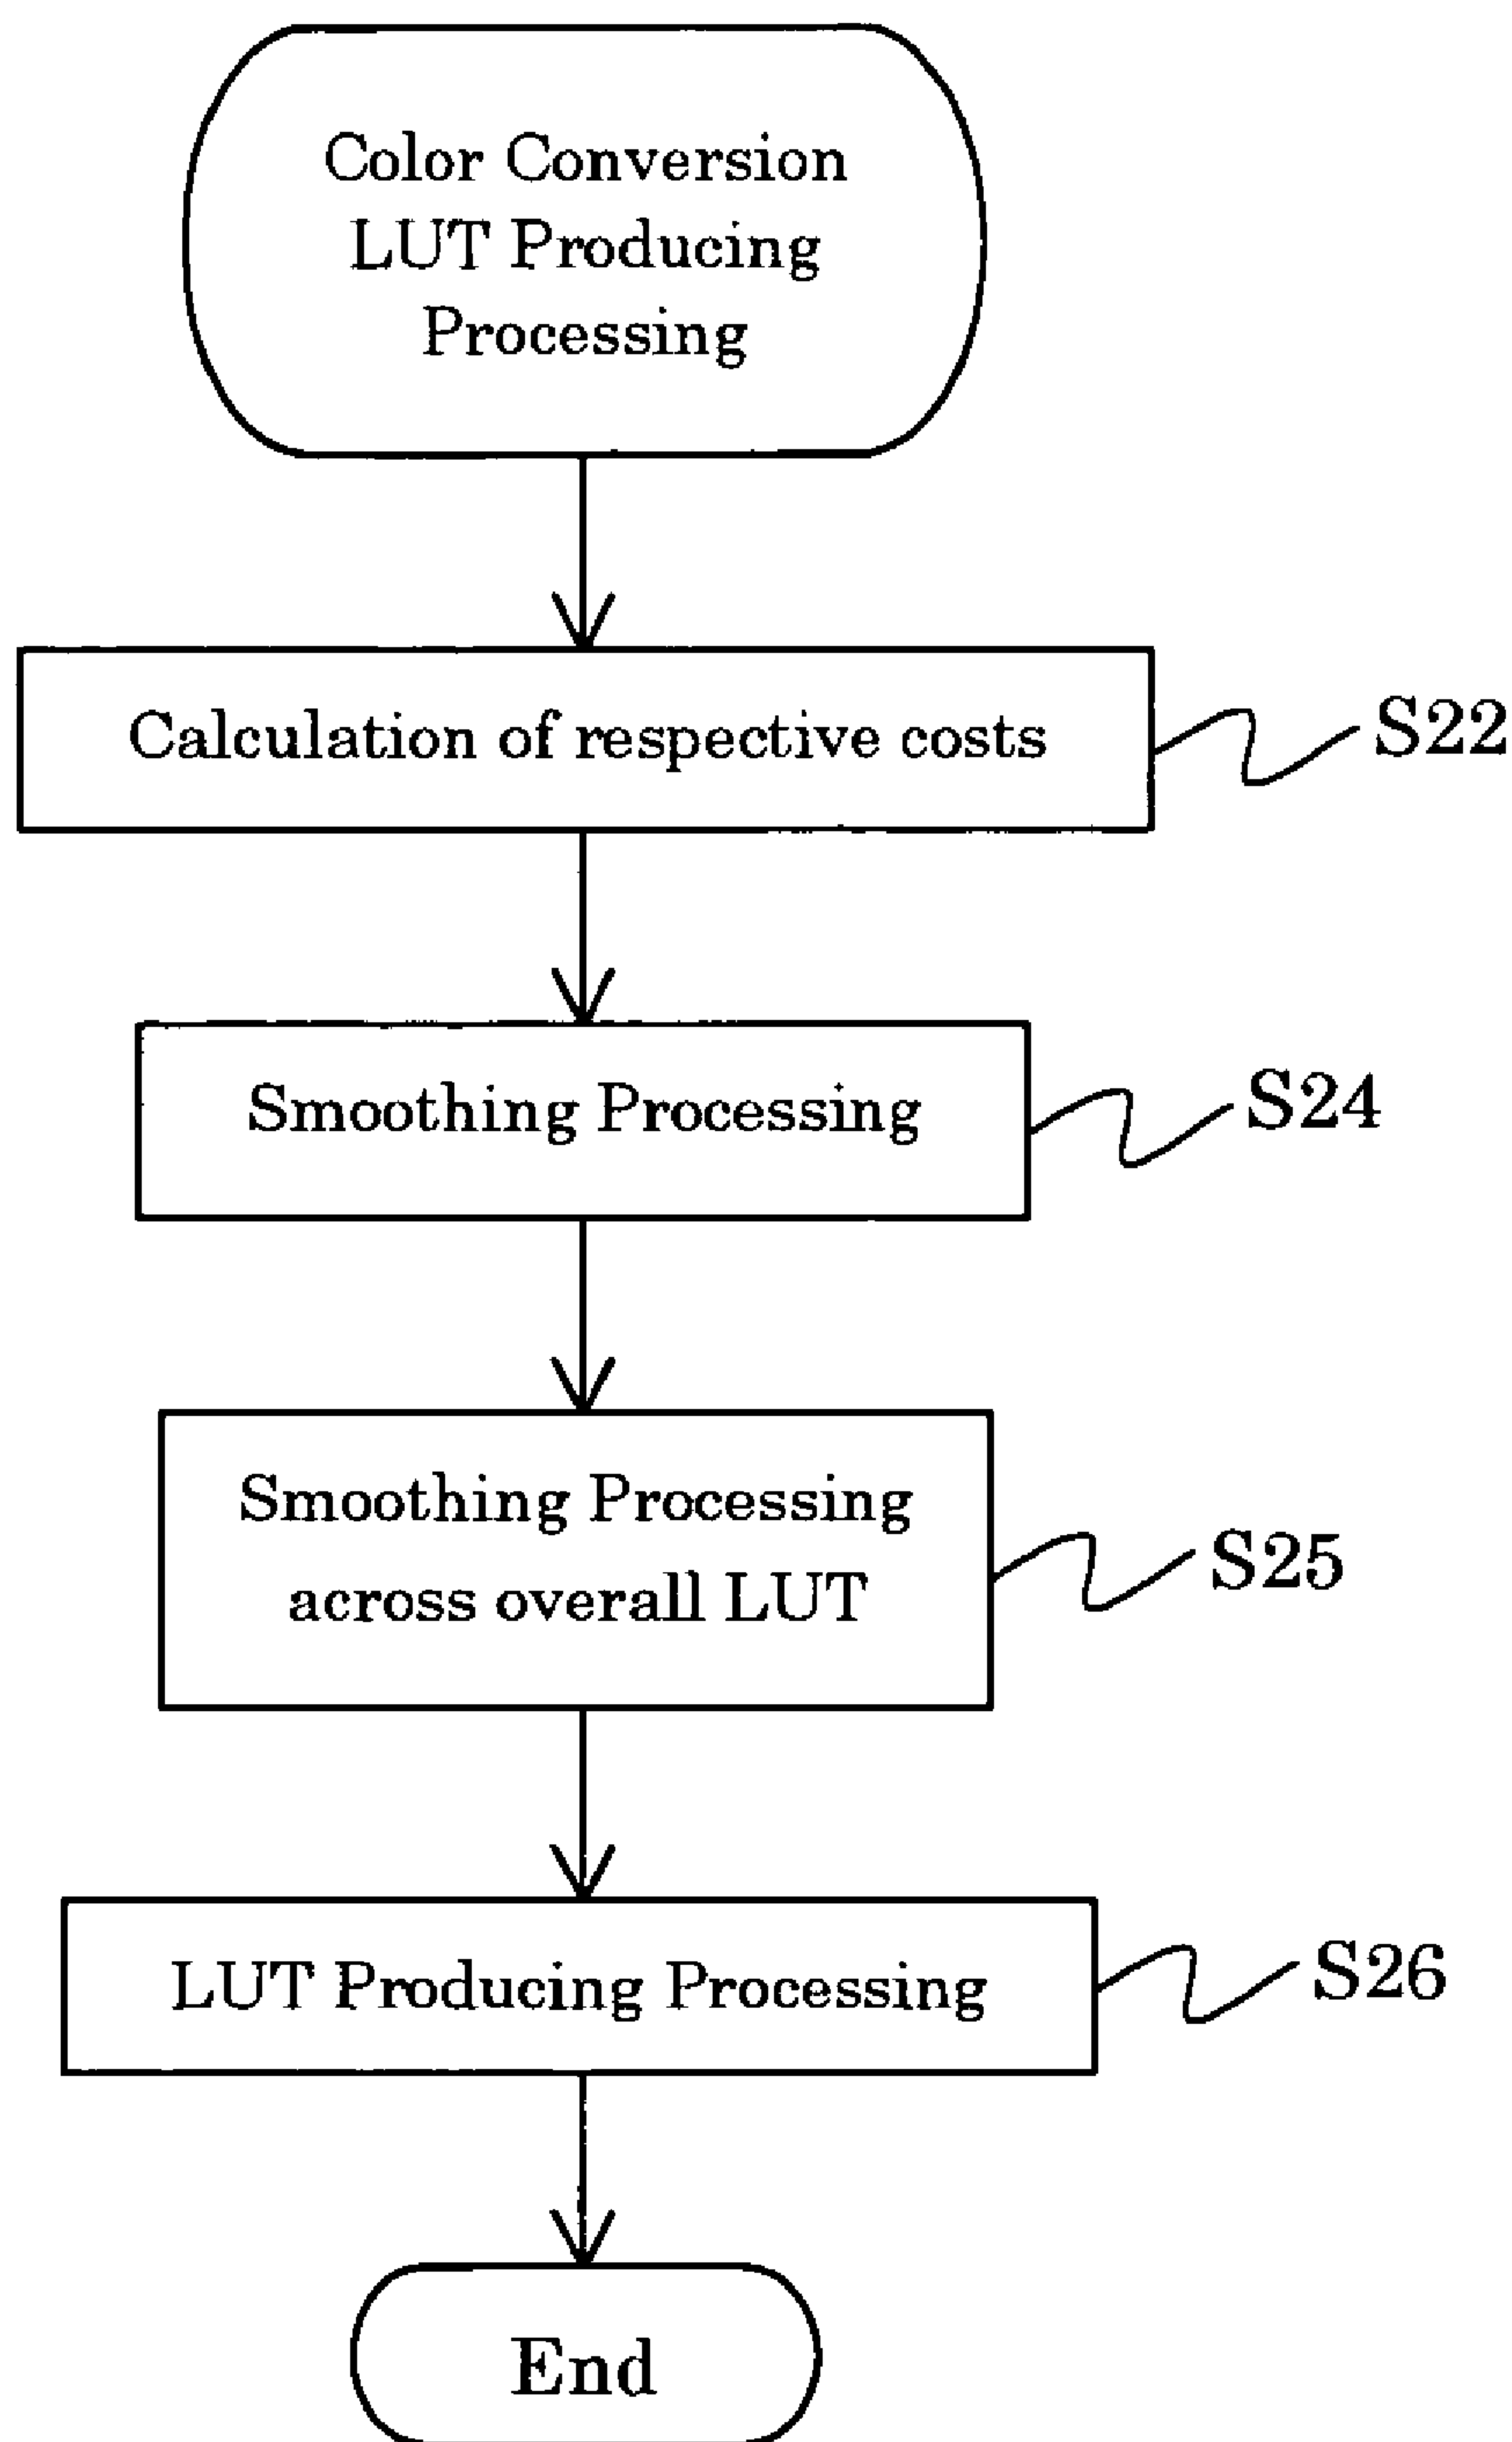 Color Conversion
LUT Producing
Processing
Calculation of respective costs
S22
Smoothing Processing
S24
Smoothing Processing
across overall LUT
S25
LUT Producing Processing
S26
End